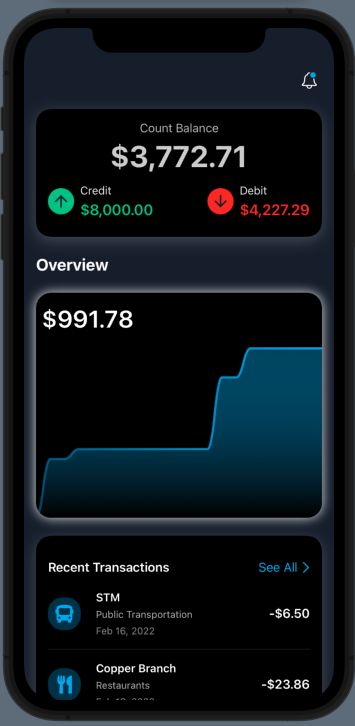 Count Balance
$3,772.71
Credit
$8,000.00
Debit
$4,227.29
Overview
$991.78
Recent Transactions
See All
STM
Public Transportation
-$6.50
Feb 16, 2022
Copper Branch
Restaurants
-$23.86